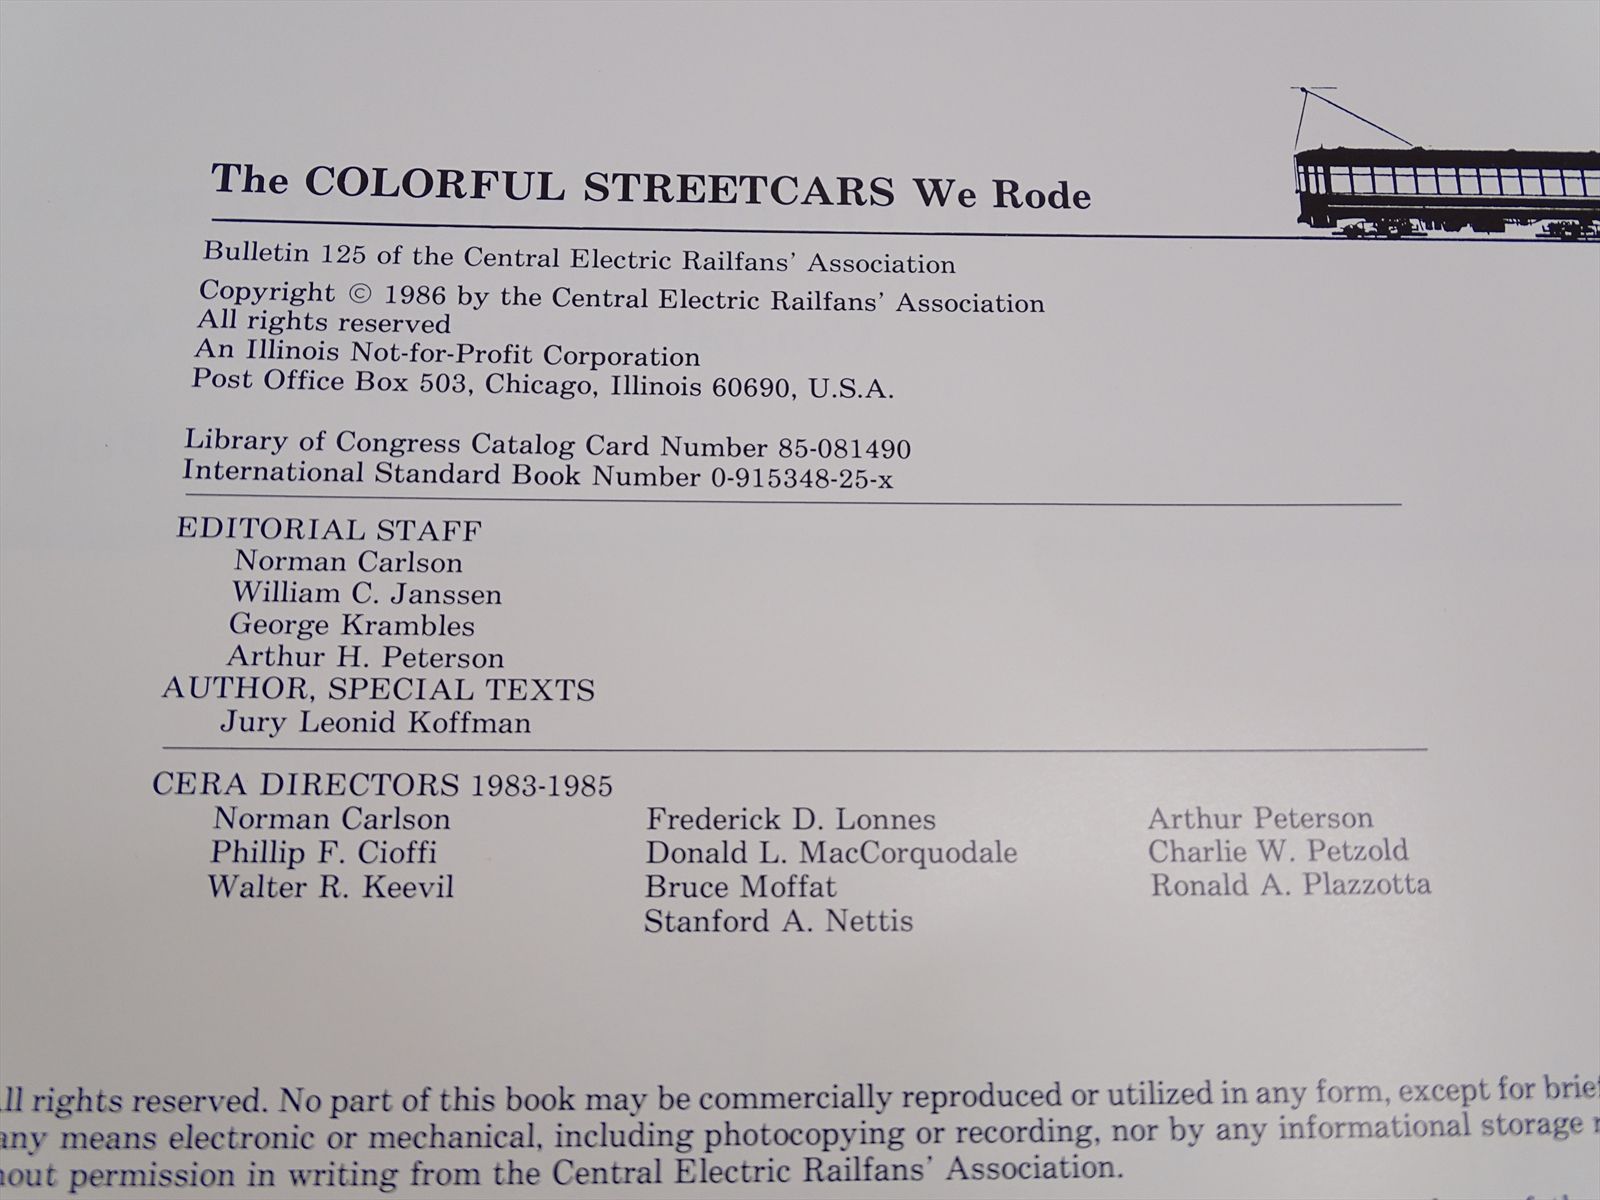 The COLORFUL STREETCARS We Rode
Bulletin 125 of the Central Electric Railfans' Association
Copyright © 1986 by the Central Electric Railfans' Association
All rights reserved
An Illinois Not-for-Profit Corporation
Post Office Box 503, Chicago, Illinois 60690, U.S.A.
Library of Congress Catalog Card Number 85-081490
International Standard Book Number 0-915348-25-x
EDITORIAL STAFF
Norman Carlson
William C. Janssen
George Krambles
Arthur H. Peterson
AUTHOR, SPECIAL TEXTS
Jury Leonid Koffman
CERA DIRECTORS 1983-1985
Norman Carlson
Phillip F. Cioffi
Walter R. Keevil
Frederick D. Lonnes
Donald L. MacCorquodale
Bruce Moffat
Stanford A. Nettis
Arthur Peterson
Charlie W. Petzold
Ronald A. Plazzotta
ll rights reserved. No part of this book may be commercially reproduced or utilized in any form, except for brief
any means electronic or mechanical, including photocopying or recording, nor by any informational storage
out permission in writing from the Central Electric Railfans' Association.